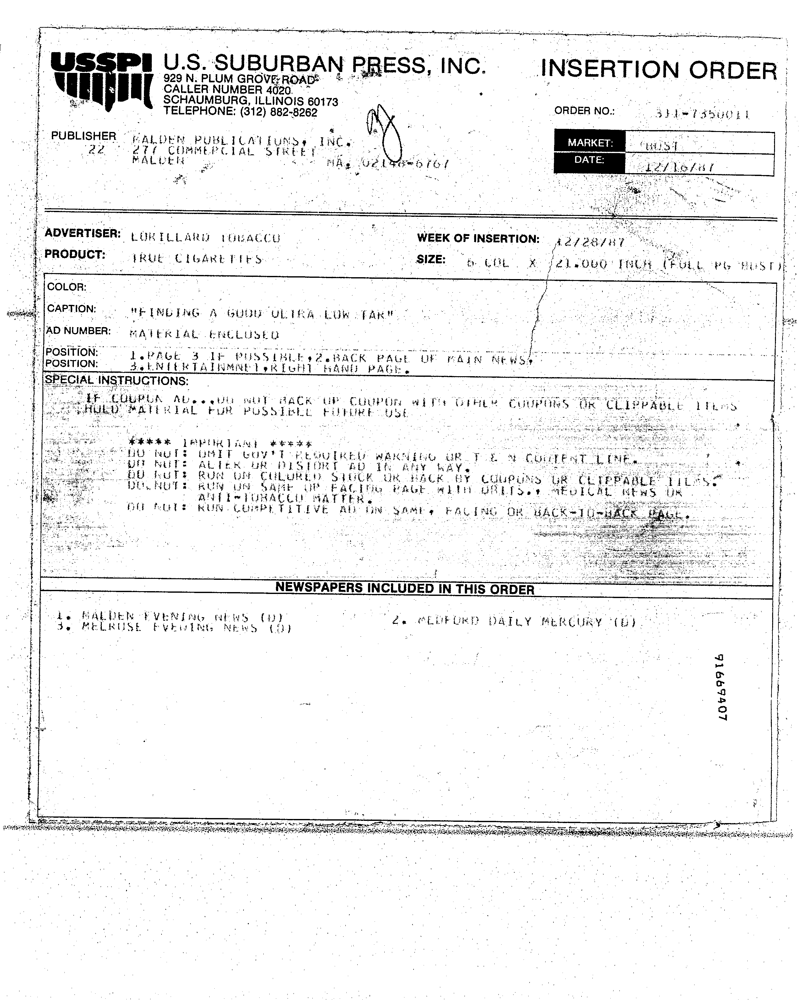 USSPI U.S. SUBURBAN PRESS, INC. INSERTION ORDER
929 N. PLUM GROVE ROAD
CALLER NUMBER 4020
SCHAUMBURG, ILLINOIS 60173
TELEPHONE: (312) 882-8262
ORDER NO.: 311-7350011
PUBLISHER MALDEN PUBLICATIONS, INC.
22 277 COMMERCIAL STREET
MALDEN MA, 02148-6767
MARKET: BOST
DATE: 12/16/87
ADVERTISER: LORILLARD TOBACCO WEEK OF INSERTION: 12/28/87
PRODUCT: TRUE CIGARETTES SIZE: 6 COL X 21.000 INCH (FULL PG BOST)
COLOR:
CAPTION: "FINDING A GOOD ULTRA LOW TAR"
AD NUMBER: MATERIAL ENCLOSED
POSITION: 1.PAGE 3 IF POSSIBLE,2.BACK PAGE OF MAIN NEWS,
POSITION: 3.ENTERTAINMNET,RIGHT HAND PAGE.
SPECIAL INSTRUCTIONS:
IF COUPON AD...DO NOT BACK UP COUPON WITH OTHER COUPONS OR CLIPPABLE ITEMS
HOLD MATERIAL FOR POSSIBLE FUTURE USE
***** IMPORTANT *****
DO NOT: OMIT GOV'T REQUIRED WARNING OR T & N CONTENT LINE.
DO NOT: ALTER OR DISTORT AD IN ANY WAY.
DO NOT: RUN ON COLORED STOCK OR BACK BY COUPONS OR CLIPPABLE ITEMS.
DO NOT: RUN ON SAME OR FACING PAGE WITH OBITS., MEDICAL NEWS OR
ANTI-TOBACCO MATTER.
DO NOT: RUN COMPETITIVE AD ON SAME, FACING OR BACK-TO-BACK PAGE.
NEWSPAPERS INCLUDED IN THIS ORDER
1. MALDEN EVENING NEWS (D) 2. MEDFORD DAILY MERCURY (D)
3. MELROSE EVENING NEWS (D)
91669407